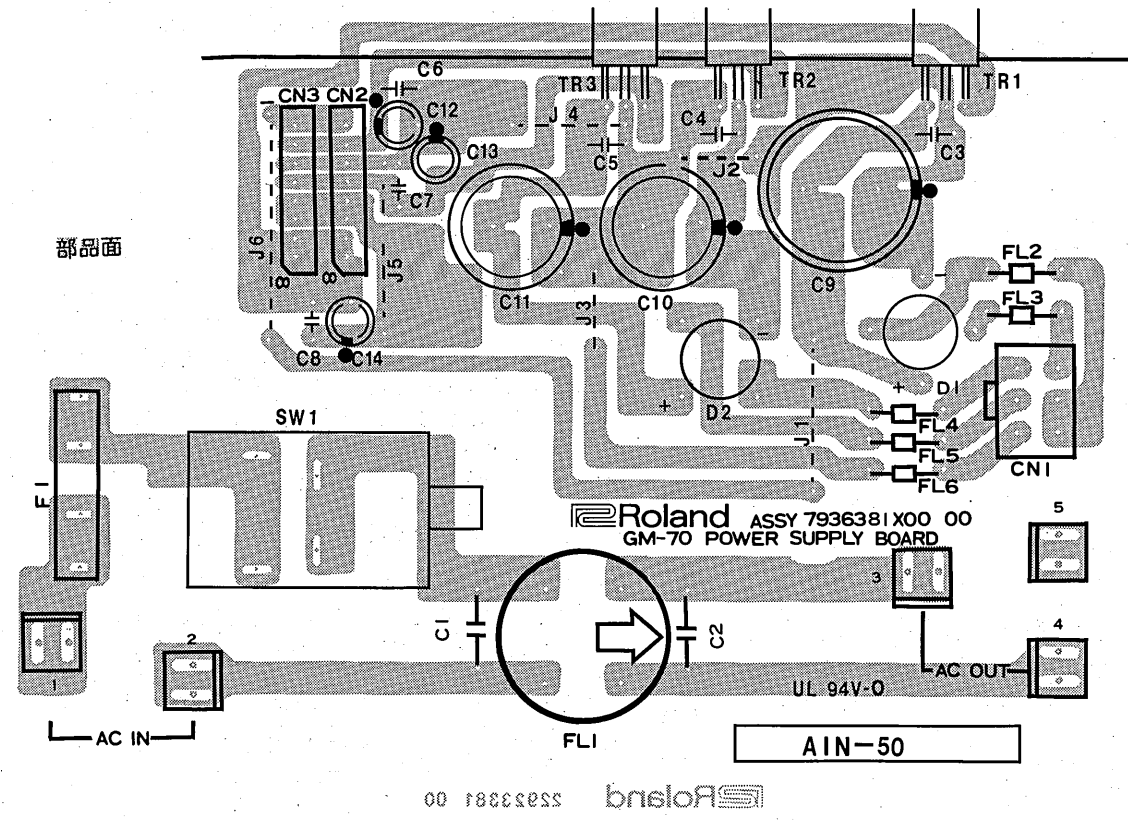 C6
CN3 CN2
TR3
TR2
TR1
C12
J4
C4
C3
C13
C5
J2
C7
部品面
J6
J5
8
8
C11
J3
C10
C9
FL2
FL3
C8
C14
D2
D1
SW1
J1
FL4
FL5
FL6
CN1
F1
Roland ASSY 7936381X00 00
GM-70 POWER SUPPLY BOARD
5
3
C1
C2
2
4
1
AC OUT
UL 94V-0
AC IN
FL1
AIN-50
Roland 22923381 00